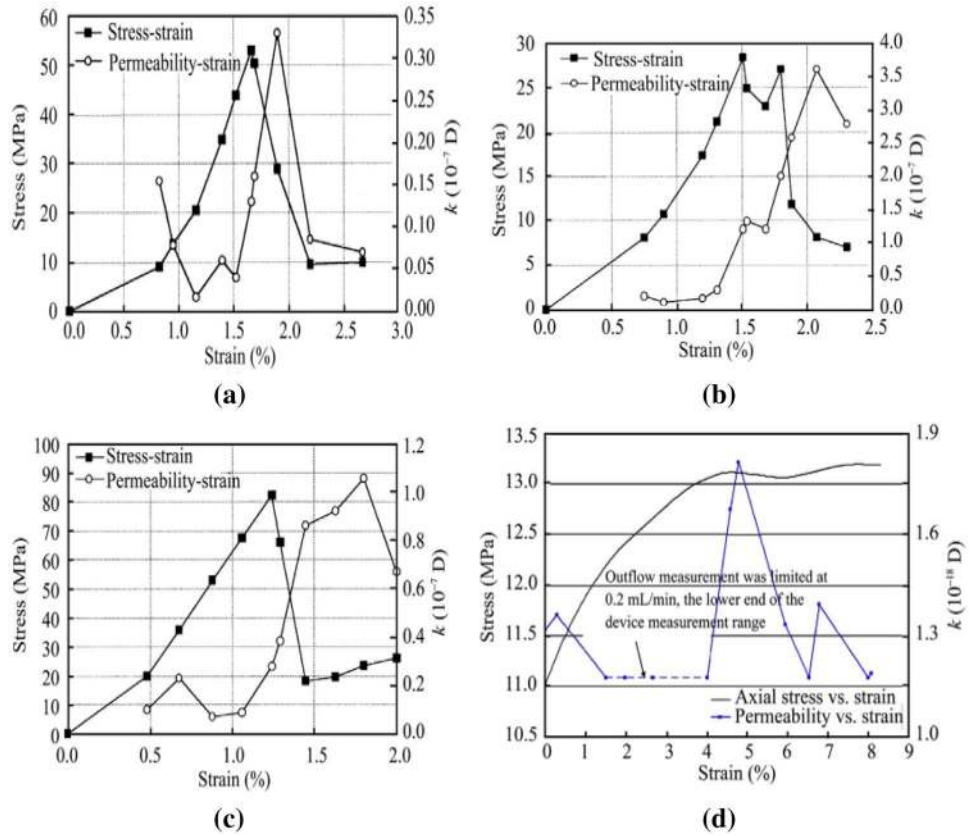 60
50
40
30
20
10
0
Stress (MPa)
Stress-strain
Permeability-strain
0.35
0.30
0.25
0.20
0.15
0.10
0.05
0.00
k (10⁻⁷ D)
0.0 1.0 1.5 2.0 2.5 3.0
Strain (%)
(a)
30
25
20
15
10
5
0
Stress (MPa)
Stress-strain
Permeability-strain
4.0
3.5
3.0
2.5
2.0
1.5
1.0
0.5
0.0
k (10⁻⁷ D)
0.0 0.5 1.0 1.5 2.0 2.5
Strain (%)
(b)
100
90
80
70
60
50
40
30
20
10
0
Stress (MPa)
Stress-strain
Permeability-strain
1.2
1.0
0.8
0.6
0.4
0.2
0.0
k (10⁻⁷ D)
0.0 0.5 1.0 1.5 2.0
Strain (%)
(c)
13.5
13.0
12.5
12.0
11.5
11.0
10.5
Stress (MPa)
Outflow measurement was limited at
0.2 mL/min, the lower end of the
device measurement range
Axial stress vs. strain
Permeability vs. strain
1.9
1.6
1.3
1.0
k (10⁻¹⁸ D)
0 1 2 3 4 5 6 7 8 9
Strain (%)
(d)